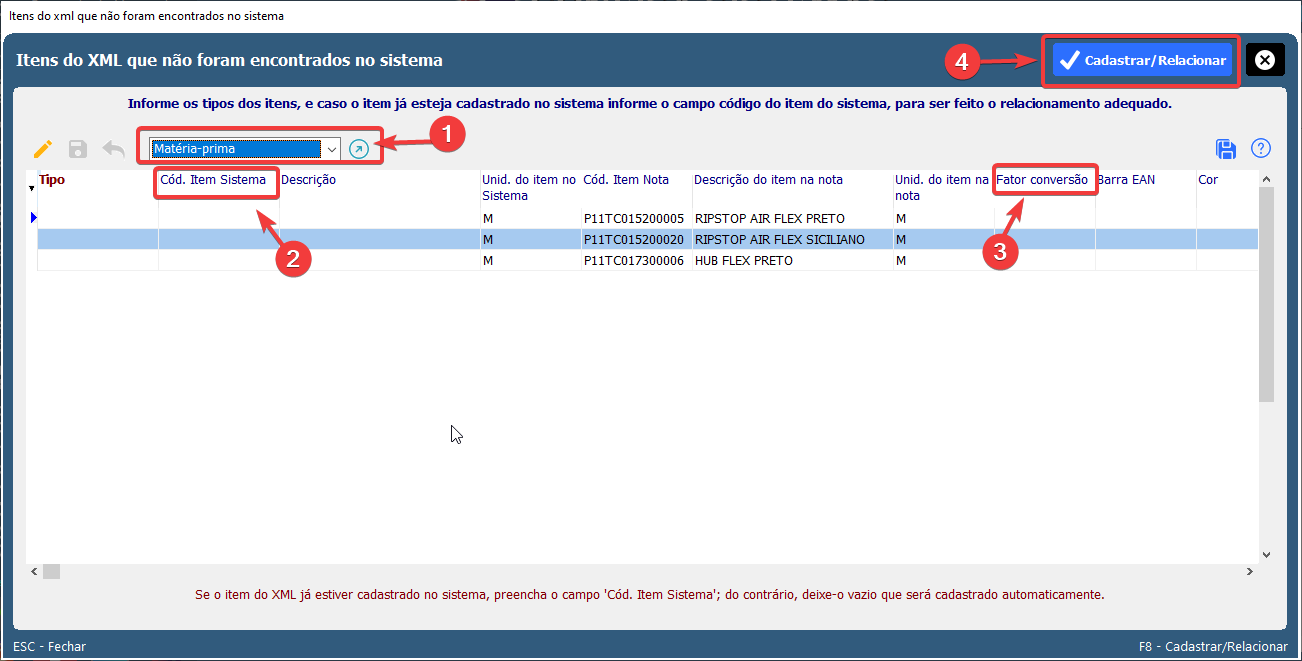 Itens do xml que não foram encontrados no sistema
Itens do XML que não foram encontrados no sistema
4
Cadastrar/Relacionar
Informe os tipos dos itens, e caso o item já esteja cadastrado no sistema informe o campo código do item do sistema, para ser feito o relacionamento adequado.
Matéria-prima
1
Tipo
Cód. Item Sistema
Descrição
Unid. do item no
Sistema
Cód. Item Nota
Descrição do item na nota
Unid. do item na
nota
Fator conversão
Barra EAN
Cor
M P11TC015200005 RIPSTOP AIR FLEX PRETO M
M P11TC015200020 RIPSTOP AIR FLEX SICILIANO M
M P11TC017300006 HUB FLEX PRETO M
2
3
Se o item do XML já estiver cadastrado no sistema, preencha o campo 'Cód. Item Sistema'; do contrário, deixe-o vazio que será cadastrado automaticamente.
ESC - Fechar
F8 - Cadastrar/Relacionar